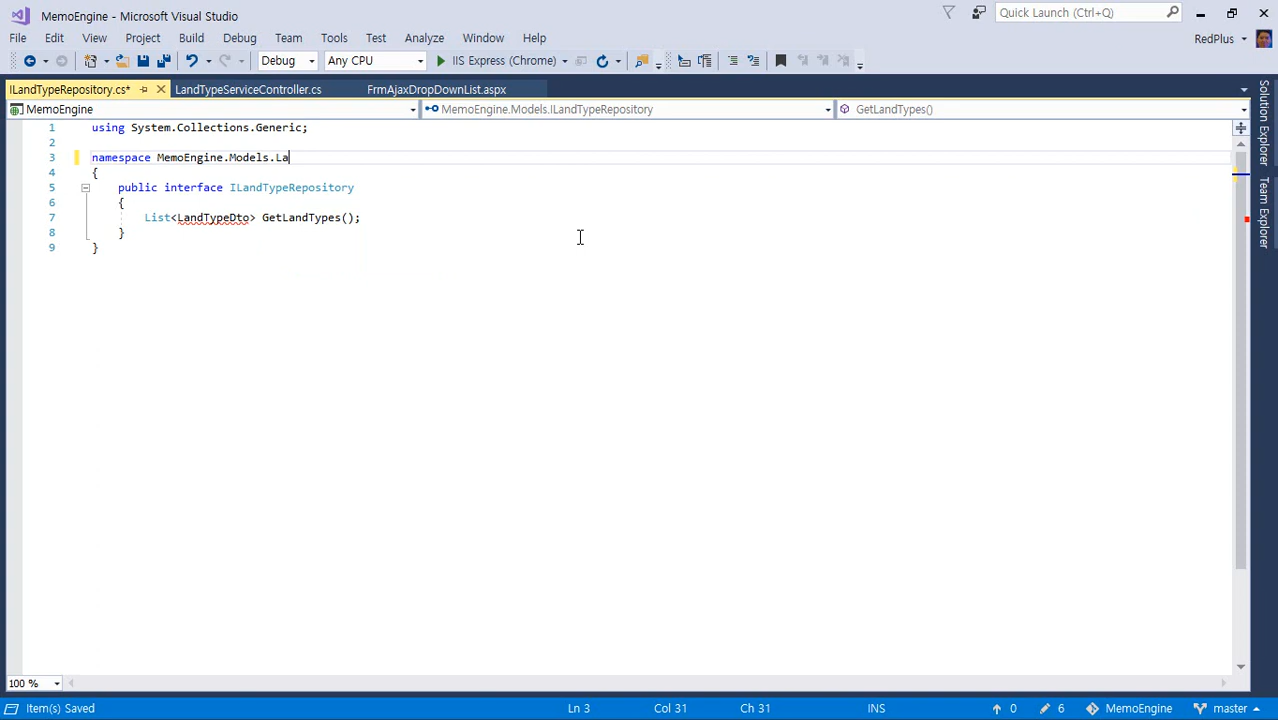 MemoEngine - Microsoft Visual Studio
Quick Launch (Ctrl+Q)
File Edit View Project Build Debug Team Tools Test Analyze Window Help
RedPlus
Debug Any CPU IIS Express (Chrome)
ILandTypeRepository.cs* LandTypeServiceController.cs FrmAjaxDropDownList.aspx
MemoEngine MemoEngine.Models.ILandTypeRepository GetLandTypes()
1 using System.Collections.Generic;
2
3 namespace MemoEngine.Models.La
4 {
5 public interface ILandTypeRepository
6 {
7 List<LandTypeDto> GetLandTypes();
8 }
9 }
Solution Explorer
Team Explorer
100 %
Item(s) Saved Ln 3 Col 31 Ch 31 INS 0 6 MemoEngine master